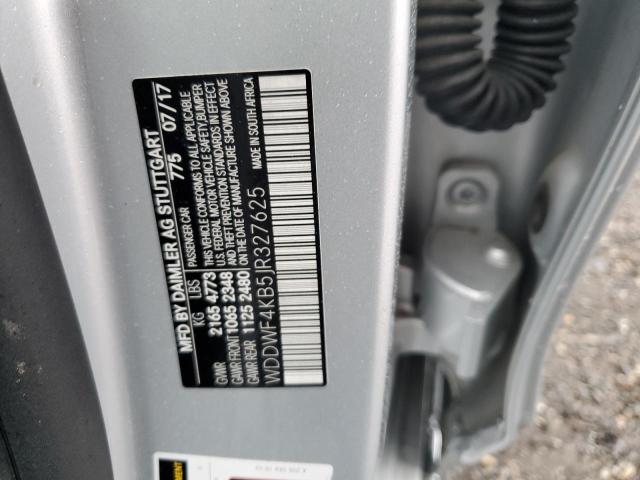 MFD BY DAIMLER AG STUTTGART
PASSENGER CAR 775 07/17
KG LBS THIS VEHICLE CONFORMS TO ALL APPLICABLE
U.S. FEDERAL MOTOR VEHICLE SAFETY, BUMPER
GVWR 2165 4773 AND THEFT PREVENTION STANDARDS IN EFFECT
GAWR FRONT 1065 2348 ON THE DATE OF MANUFACTURE SHOWN ABOVE
GAWR REAR 1125 2480 MADE IN SOUTH AFRICA
WDDWF4KB5JR327625